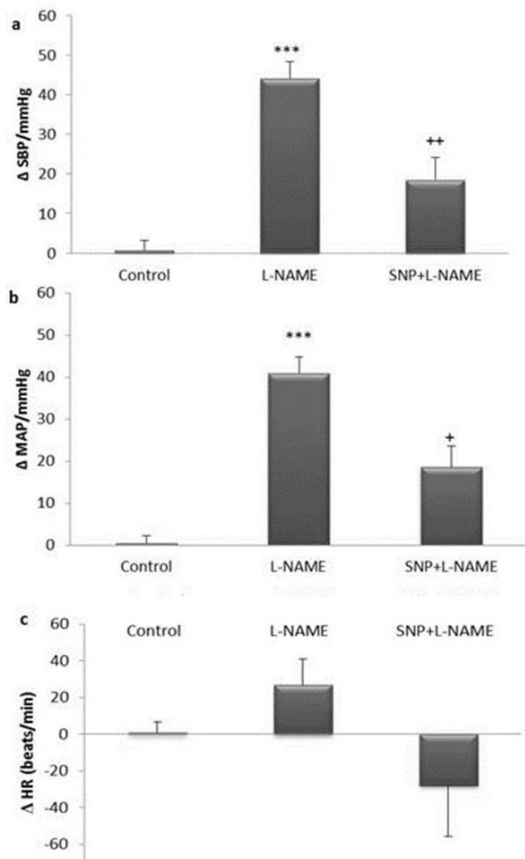 a
Δ SBP/mmHg
60
50
40
30
20
10
0
***
++
Control L-NAME SNP+L-NAME
b
Δ MAP/mmHg
60
50
40
30
20
10
0
***
+
Control L-NAME SNP+L-NAME
c
Control L-NAME SNP+L-NAME
Δ HR (beats/min)
60
40
20
0
-20
-40
-60